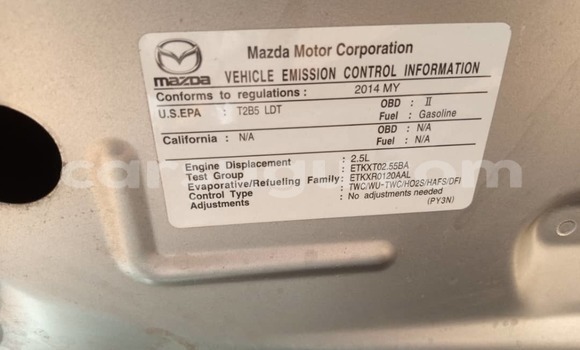 mazda
Mazda Motor Corporation
VEHICLE EMISSION CONTROL INFORMATION
Conforms to regulations : 2014 MY
U.S.EPA : T2B5 LDT OBD : II
Fuel : Gasoline
California : N/A OBD : N/A
Fuel : N/A
Engine Displacement : 2.5L
Test Group : ETKXT02.55BA
Evaporative/Refueling Family: ETKXR0120AAL
Control Type : TWC/WU-TWC/HO2S/HAFS/DFI
Adjustments : No adjustments needed
(PY3N)